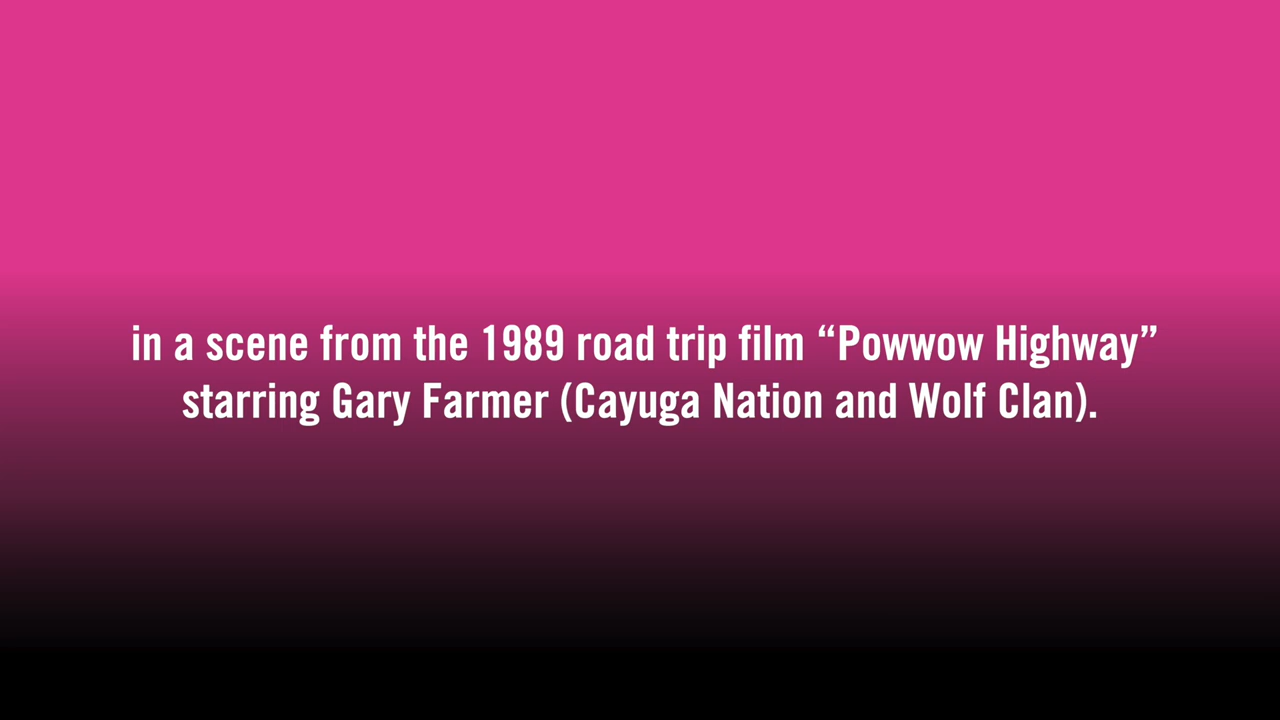 in a scene from the 1989 road trip film “Powwow Highway”
starring Gary Farmer (Cayuga Nation and Wolf Clan).